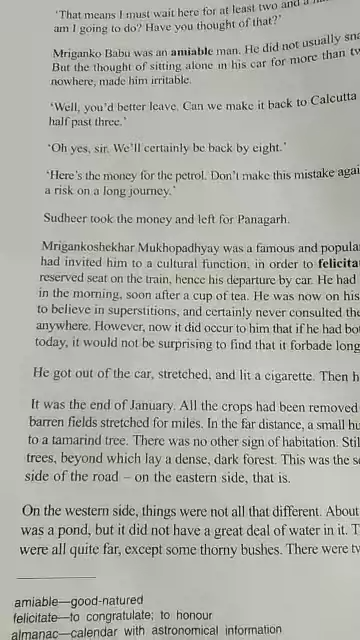 'That means I must wait here for at least two and a
am I going to do? Have you thought of that?'
Mriganko Babu was an amiable man. He did not usually
But the thought of sitting alone in his car for more than
nowhere, made him irritable.
'Well, you'd better leave. Can we make it back to Calcutta
half past three.'
'Oh yes, sir. We'll certainly be back by eight.'
'Here's the money for the petrol. Don't make this mistake
a risk on a long journey.'
Sudheer took the money and left for Panagarh.
Mrigankoshekhar Mukhopadhyay was a famous and
had invited him to a cultural function, in order to
reserved seat on the train, hence his departure by car. He had
in the morning, soon after a cup of tea. He was now on his
to believe in superstitions, and certainly never consulted
anywhere. However, now it did occur to him that if he had
today, it would not be surprising to find that it forbade long
He got out of the car, stretched, and lit a cigarette. Then
It was the end of January. All the crops had been removed
barren fields stretched for miles. In the far distance, a small
to a tamarind tree. There was no other sign of habitation.
trees, beyond which lay a dense, dark forest. This was the
side of the road – on the eastern side, that is.
On the western side, things were not all that different. About
was a pond, but it did not have a great deal of water in it.
were all quite far, except some thorny bushes. There were
amiable—good-natured
felicitate—to congratulate; to honour
almanac—calendar with astronomical information